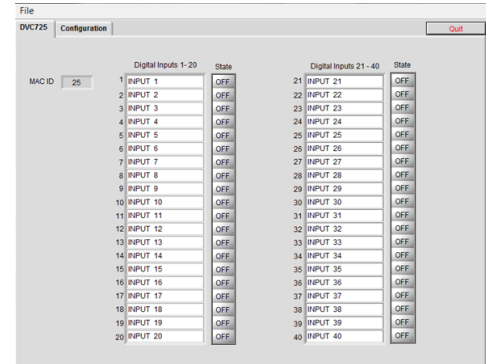 File
DVC725 Configuration Quit
Digital Inputs 1- 20 State Digital Inputs 21 - 40 State
MAC ID 25
1 INPUT 1 OFF 21 INPUT 21 OFF
2 INPUT 2 OFF 22 INPUT 22 OFF
3 INPUT 3 OFF 23 INPUT 23 OFF
4 INPUT 4 OFF 24 INPUT 24 OFF
5 INPUT 5 OFF 25 INPUT 25 OFF
6 INPUT 6 OFF 26 INPUT 26 OFF
7 INPUT 7 OFF 27 INPUT 27 OFF
8 INPUT 8 OFF 28 INPUT 28 OFF
9 INPUT 9 OFF 29 INPUT 29 OFF
10 INPUT 10 OFF 30 INPUT 30 OFF
11 INPUT 11 OFF 31 INPUT 31 OFF
12 INPUT 12 OFF 32 INPUT 32 OFF
13 INPUT 13 OFF 33 INPUT 33 OFF
14 INPUT 14 OFF 34 INPUT 34 OFF
15 INPUT 15 OFF 35 INPUT 35 OFF
16 INPUT 16 OFF 36 INPUT 36 OFF
17 INPUT 17 OFF 37 INPUT 37 OFF
18 INPUT 18 OFF 38 INPUT 38 OFF
19 INPUT 19 OFF 39 INPUT 39 OFF
20 INPUT 20 OFF 40 INPUT 40 OFF